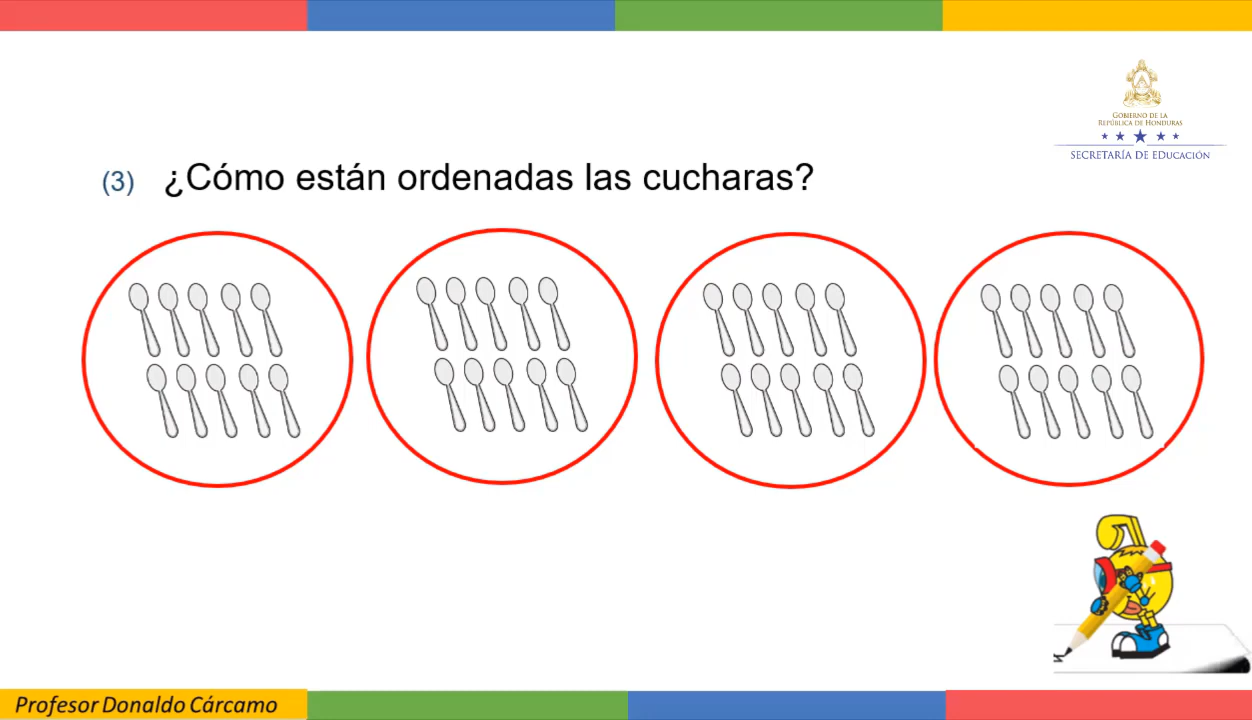 GOBIERNO DE LA
REPÚBLICA DE HONDURAS
SECRETARÍA DE EDUCACIÓN
(3) ¿Cómo están ordenadas las cucharas?
Profesor Donaldo Cárcamo